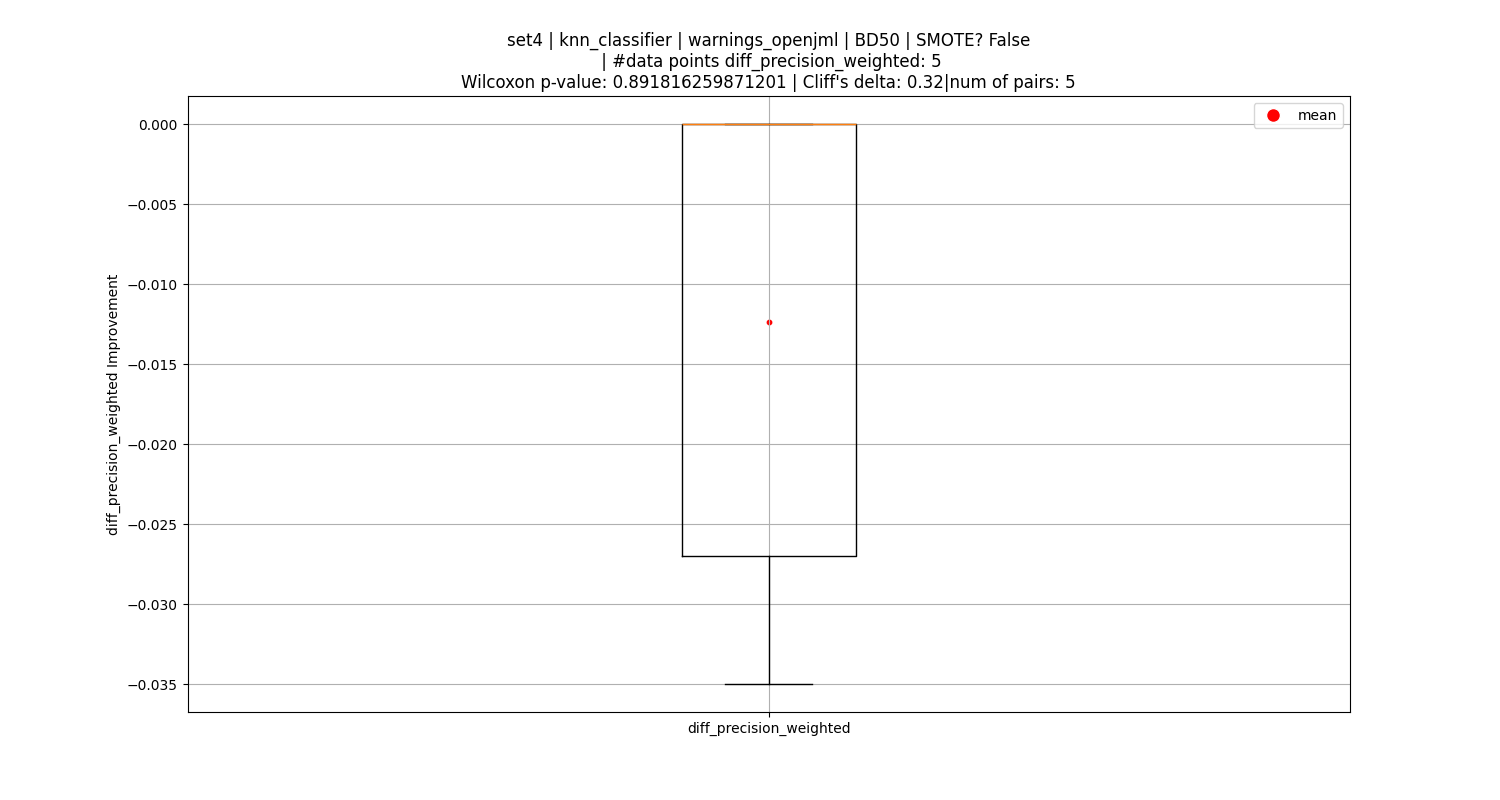 set4 | knn_classifier | warnings_openjml | BD50 | SMOTE? False
| #data points diff_precision_weighted: 5
Wilcoxon p-value: 0.891816259871201 | Cliff's delta: 0.32|num of pairs: 5
mean
0.000
−0.005
−0.010
−0.015
−0.020
−0.025
−0.030
−0.035
diff_precision_weighted Improvement
diff_precision_weighted